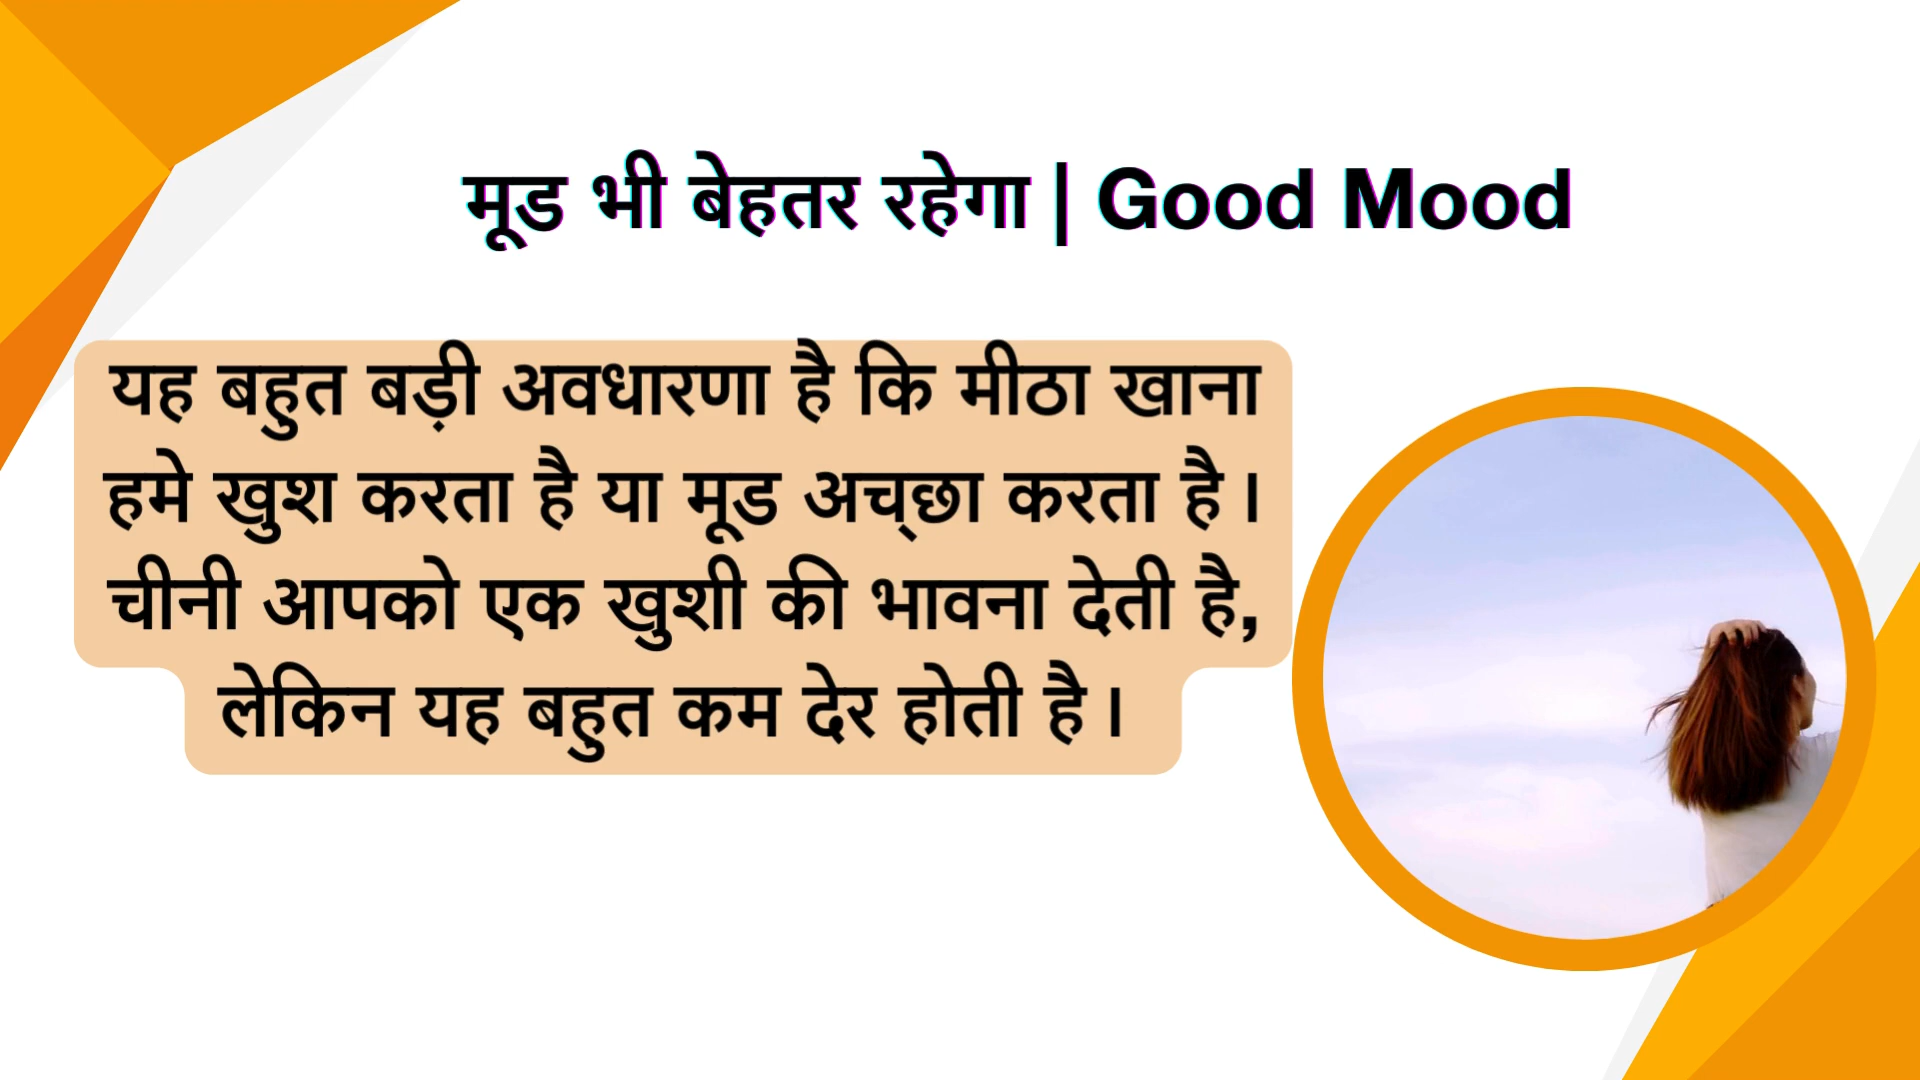 मूड भी बेहतर रहेगा | Good Mood
यह बहुत बड़ी अवधारणा है कि मीठा खाना
हमे खुश करता है या मूड अच्‌छा करता है ।
चीनी आपको एक खुशी की भावना देती है,
लेकिन यह बहुत कम देर होती है ।